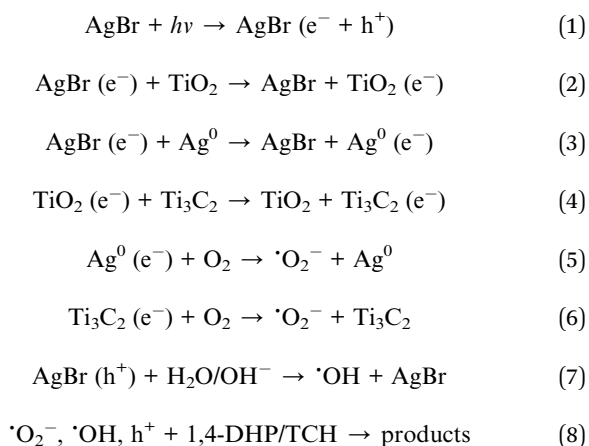 AgBr + hν → AgBr (e⁻ + h⁺) (1)
AgBr (e⁻) + TiO₂ → AgBr + TiO₂ (e⁻) (2)
AgBr (e⁻) + Ag⁰ → AgBr + Ag⁰ (e⁻) (3)
TiO₂ (e⁻) + Ti₃C₂ → TiO₂ + Ti₃C₂ (e⁻) (4)
Ag⁰ (e⁻) + O₂ → ˙O₂⁻ + Ag⁰ (5)
Ti₃C₂ (e⁻) + O₂ → ˙O₂⁻ + Ti₃C₂ (6)
AgBr (h⁺) + H₂O/OH⁻ → ˙OH + AgBr (7)
˙O₂⁻, ˙OH, h⁺ + 1,4-DHP/TCH → products (8)